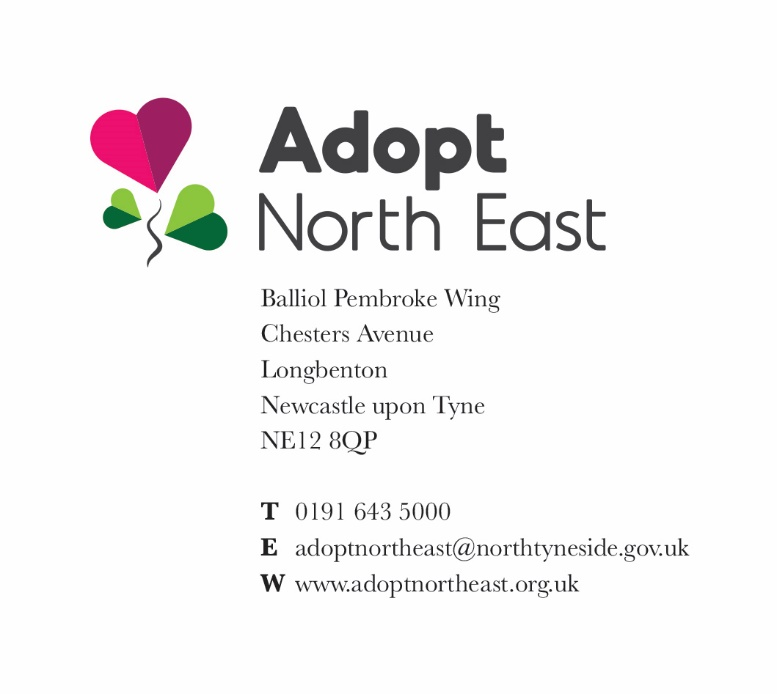 Adopt
North East
Balliol Pembroke Wing
Chesters Avenue
Longbenton
Newcastle upon Tyne
NE12 8QP
T 0191 643 5000
E adoptnortheast@northtyneside.gov.uk
W www.adoptnortheast.org.uk